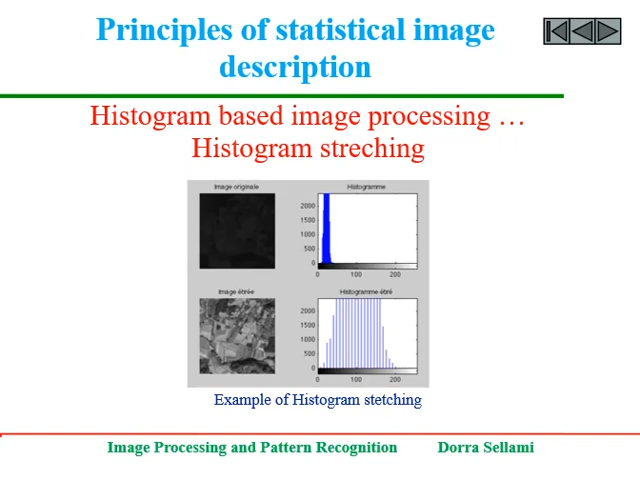 Principles of statistical image
description
Histogram based image processing …
Histogram streching
Image originale
Histogramme
2000
1500
1000
500
0
0 100 200
Image ébrée
Histogramme ébré
2000
1500
1000
500
0
0 100 200
Example of Histogram stetching
Image Processing and Pattern Recognition Dorra Sellami